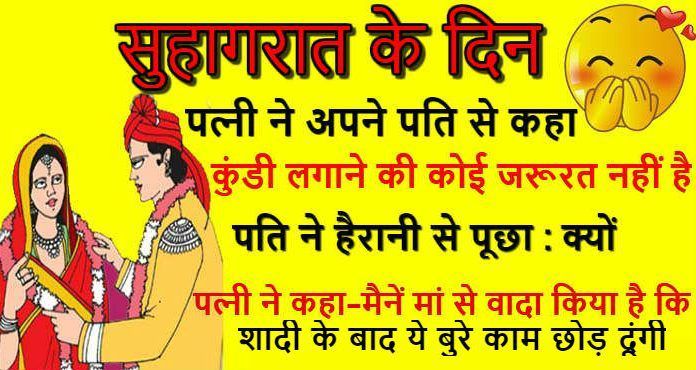 सुहागरात के दिन
पत्नी ने अपने पति से कहा
कुंडी लगाने की कोई जरूरत नहीं है
पति ने हैरानी से पूछा : क्यों
पत्नी ने कहा-मैनें मां से वादा किया है कि
शादी के बाद ये बुरे काम छोड़ दूंगी